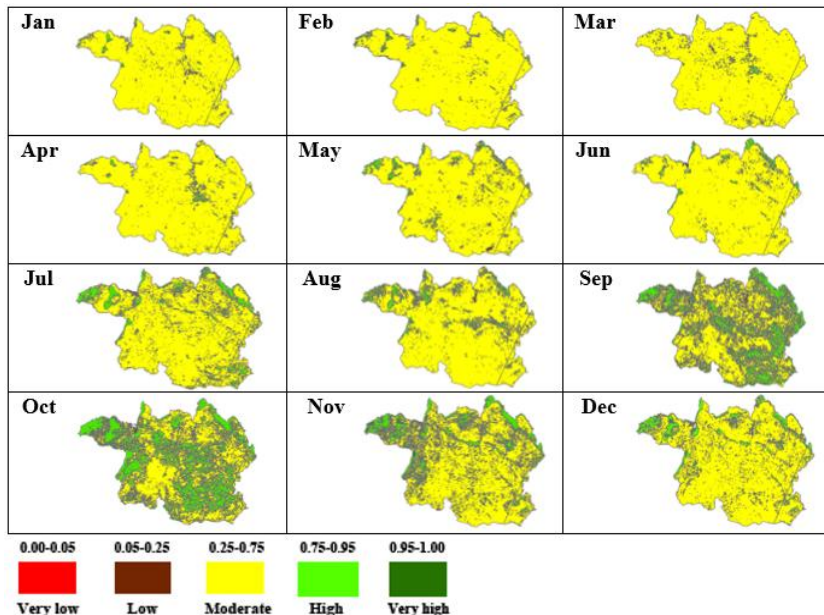 Jan Feb Mar
Apr May Jun
Jul Aug Sep
Oct Nov Dec
0.00-0.05 0.05-0.25 0.25-0.75 0.75-0.95 0.95-1.00
Very low Low Moderate High Very high